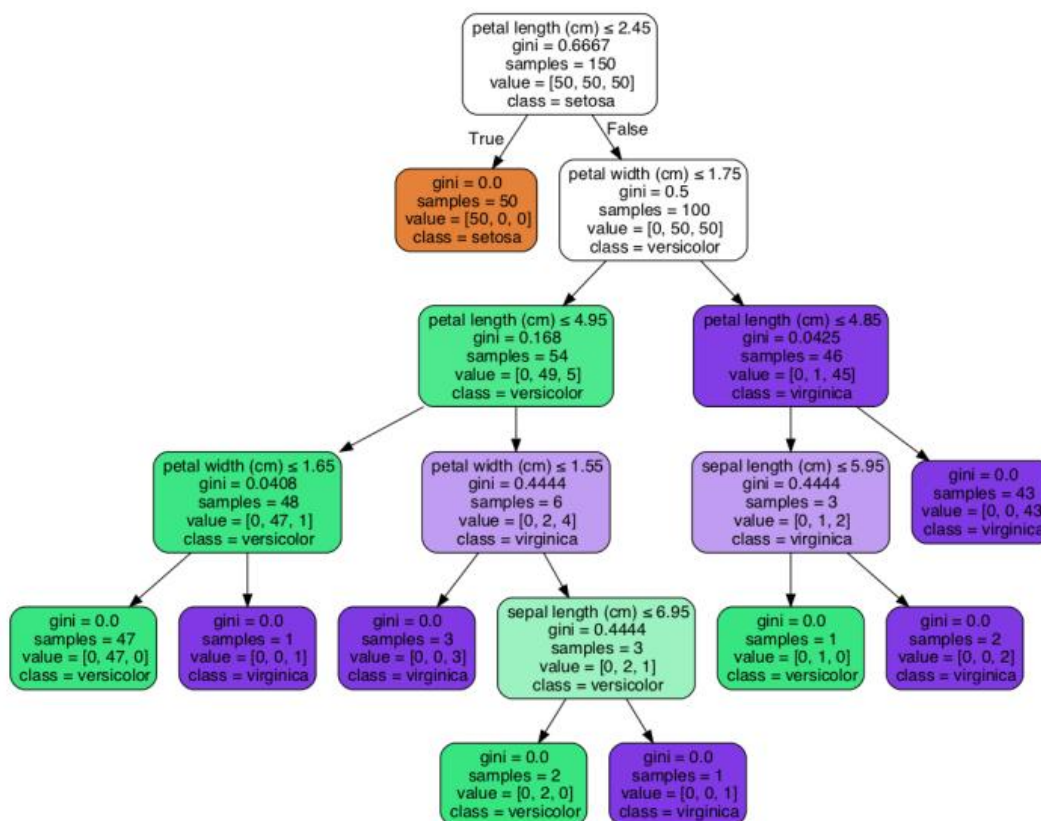 petal length (cm) ≤ 2.45
gini = 0.6667
samples = 150
value = [50, 50, 50]
class = setosa
True
False
gini = 0.0
samples = 50
value = [50, 0, 0]
class = setosa
petal width (cm) ≤ 1.75
gini = 0.5
samples = 100
value = [0, 50, 50]
class = versicolor
petal length (cm) ≤ 4.95
gini = 0.168
samples = 54
value = [0, 49, 5]
class = versicolor
petal length (cm) ≤ 4.85
gini = 0.0425
samples = 46
value = [0, 1, 45]
class = virginica
petal width (cm) ≤ 1.65
gini = 0.0408
samples = 48
value = [0, 47, 1]
class = versicolor
petal width (cm) ≤ 1.55
gini = 0.4444
samples = 6
value = [0, 2, 4]
class = virginica
sepal length (cm) ≤ 5.95
gini = 0.4444
samples = 3
value = [0, 1, 2]
class = virginica
gini = 0.0
samples = 43
value = [0, 0, 43]
class = virginica
gini = 0.0
samples = 47
value = [0, 47, 0]
class = versicolor
gini = 0.0
samples = 1
value = [0, 0, 1]
class = virginica
gini = 0.0
samples = 3
value = [0, 0, 3]
class = virginica
sepal length (cm) ≤ 6.95
gini = 0.4444
samples = 3
value = [0, 2, 1]
class = versicolor
gini = 0.0
samples = 1
value = [0, 1, 0]
class = versicolor
gini = 0.0
samples = 2
value = [0, 0, 2]
class = virginica
gini = 0.0
samples = 2
value = [0, 2, 0]
class = versicolor
gini = 0.0
samples = 1
value = [0, 0, 1]
class = virginica